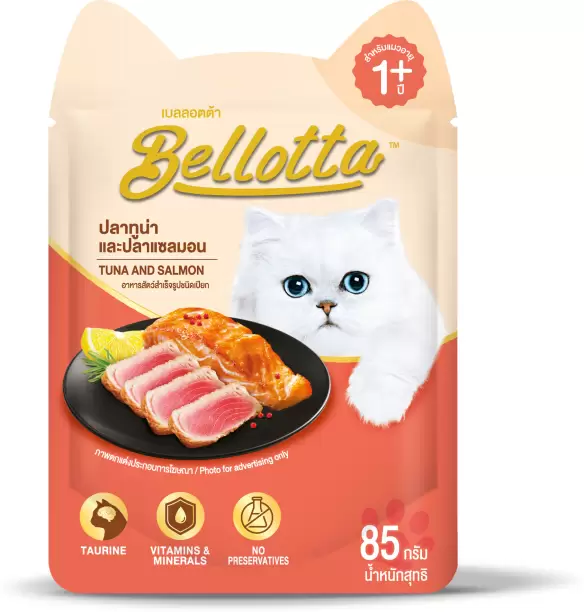 สำหรับแมวอายุ
1+
ปี
เบลลอตต้า
Bellotta™
ปลาทูน่า
และปลาแซลมอน
TUNA AND SALMON
อาหารสัตว์สำเร็จรูปชนิดเปียก
ภาพตกแต่งประกอบการโฆษณา / Photo for advertising only
TAURINE
VITAMINS &
MINERALS
NO
PRESERVATIVES
85 กรัม
น้ำหนักสุทธิ